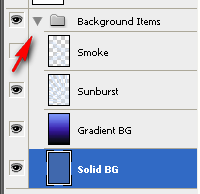 Background Items
Smoke
Sunburst
Gradient BG
Solid BG